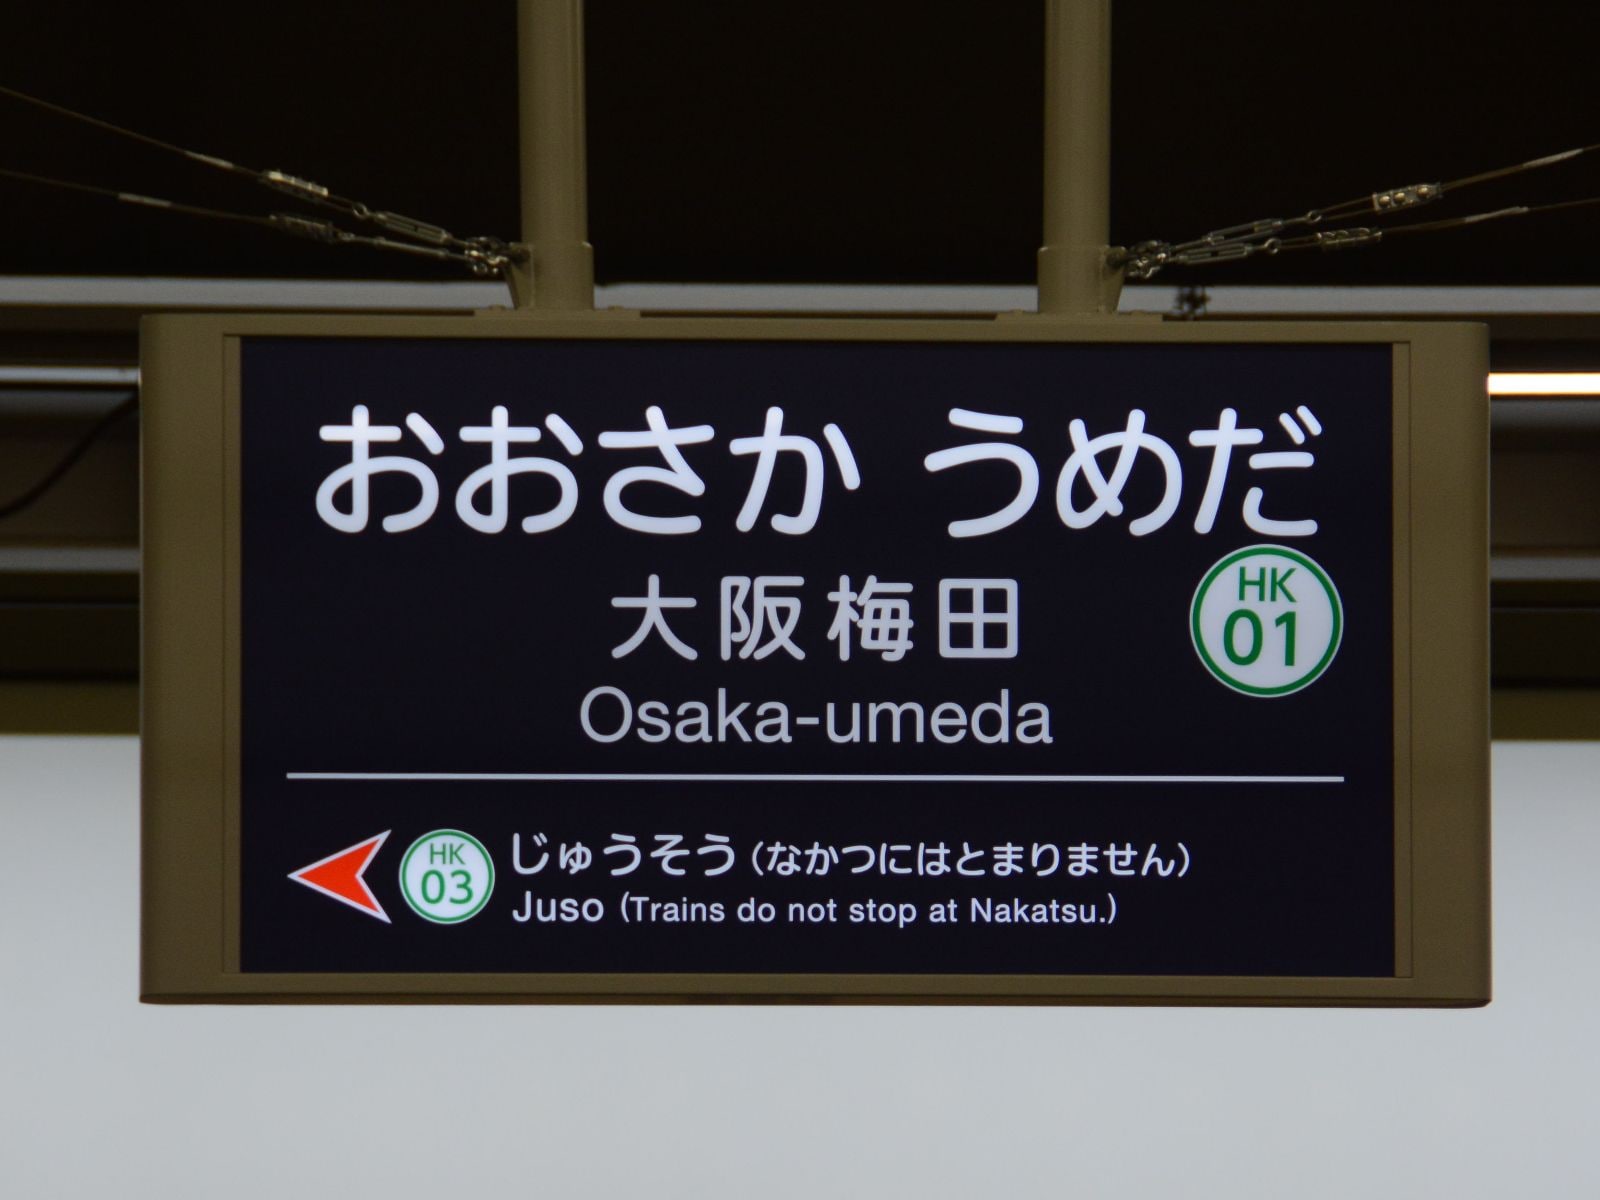 おおさか うめだ
大阪梅田
HK
01
Osaka-umeda
HK
03
じゅうそう（なかつにはとまりません）
Juso (Trains do not stop at Nakatsu.)